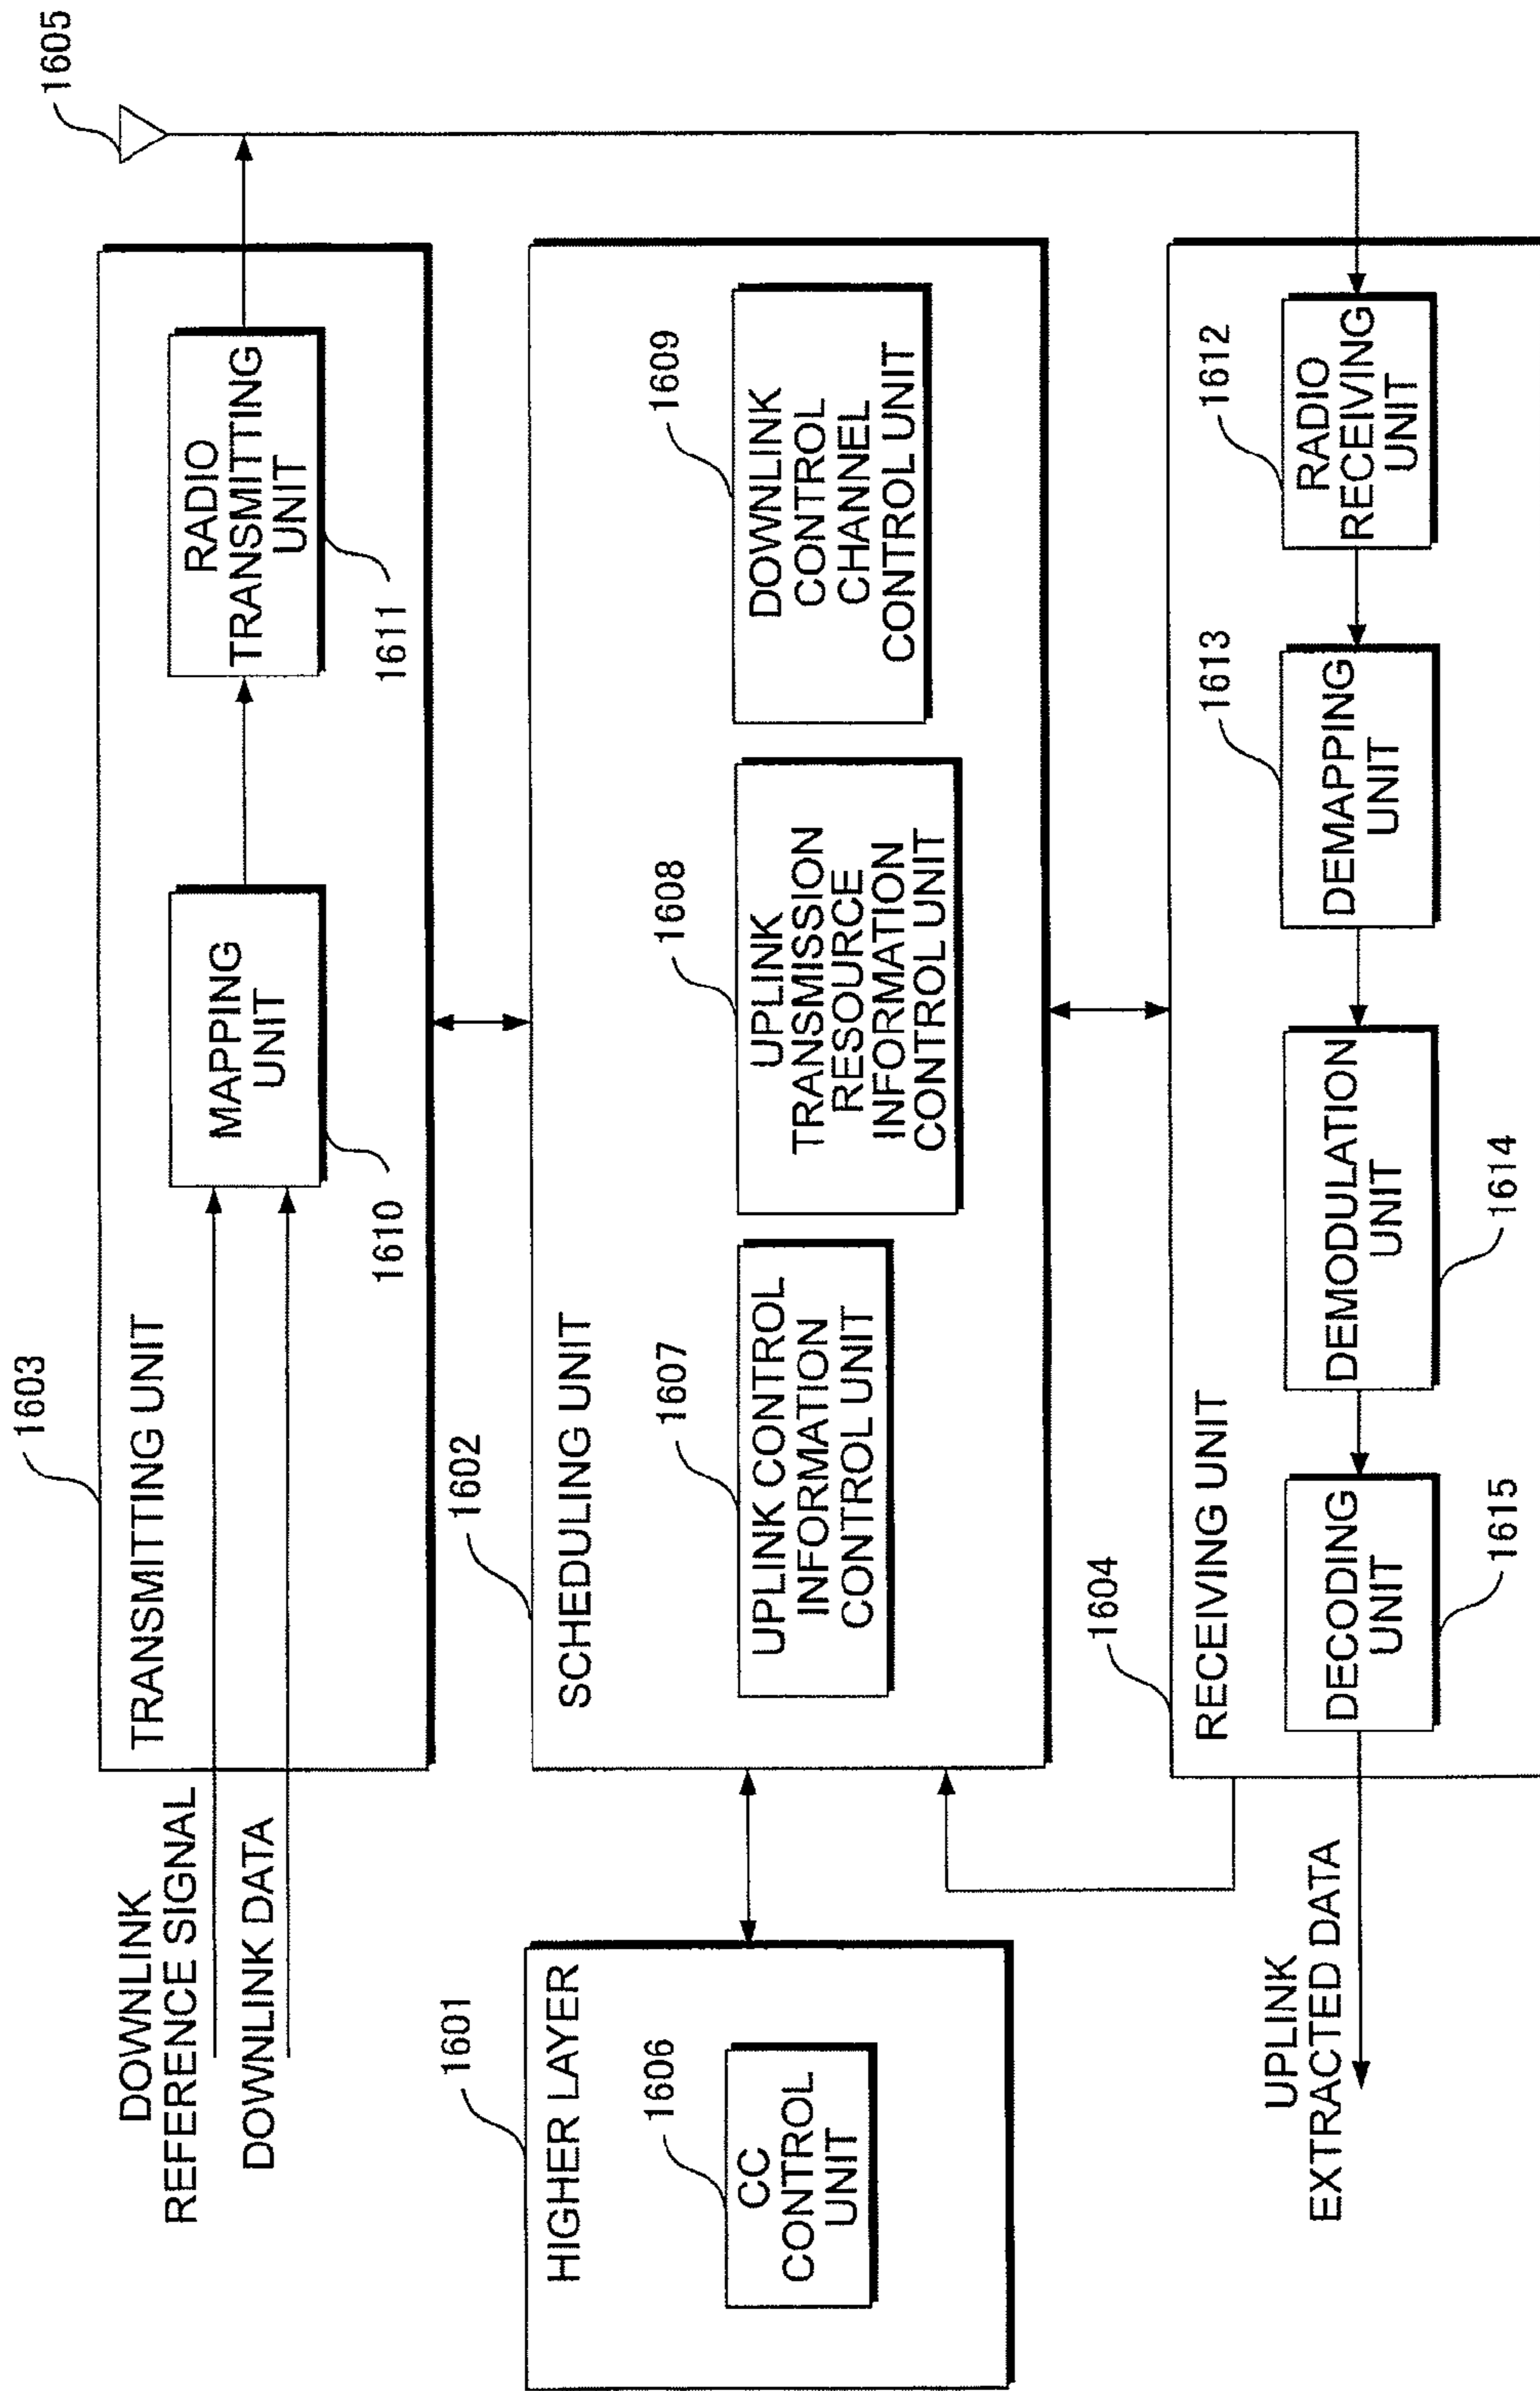 1605
1603
TRANSMITTING UNIT
DOWNLINK
REFERENCE SIGNAL
DOWNLINK DATA
MAPPING
UNIT
1610
RADIO
TRANSMITTING
UNIT
1611
1602
SCHEDULING UNIT
1607
UPLINK CONTROL
INFORMATION
CONTROL UNIT
1608
UPLINK
TRANSMISSION
RESOURCE
INFORMATION
CONTROL UNIT
1609
DOWNLINK
CONTROL
CHANNEL
CONTROL UNIT
1601
HIGHER LAYER
1606
CC
CONTROL
UNIT
1604
RECEIVING UNIT
UPLINK
EXTRACTED DATA
DECODING
UNIT
1615
DEMODULATION
UNIT
1614
1613
DEMAPPING
UNIT
1612
RADIO
RECEIVING
UNIT